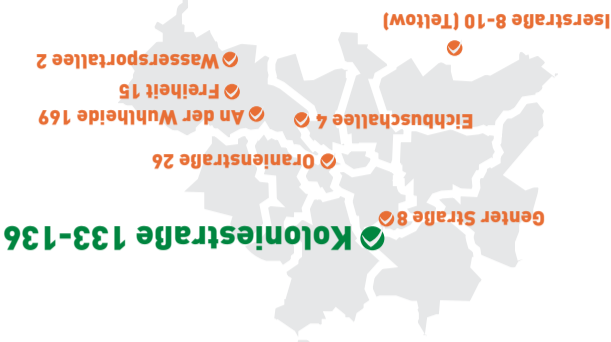 Koloniestraße 133-136
Genter Straße 8
Oranienstraße 26
Eichbuschallee 4
An der Wuhlheide 169
Freiheit 15
Wassersportallee 2
Iserstraße 8-10 (Teltow)